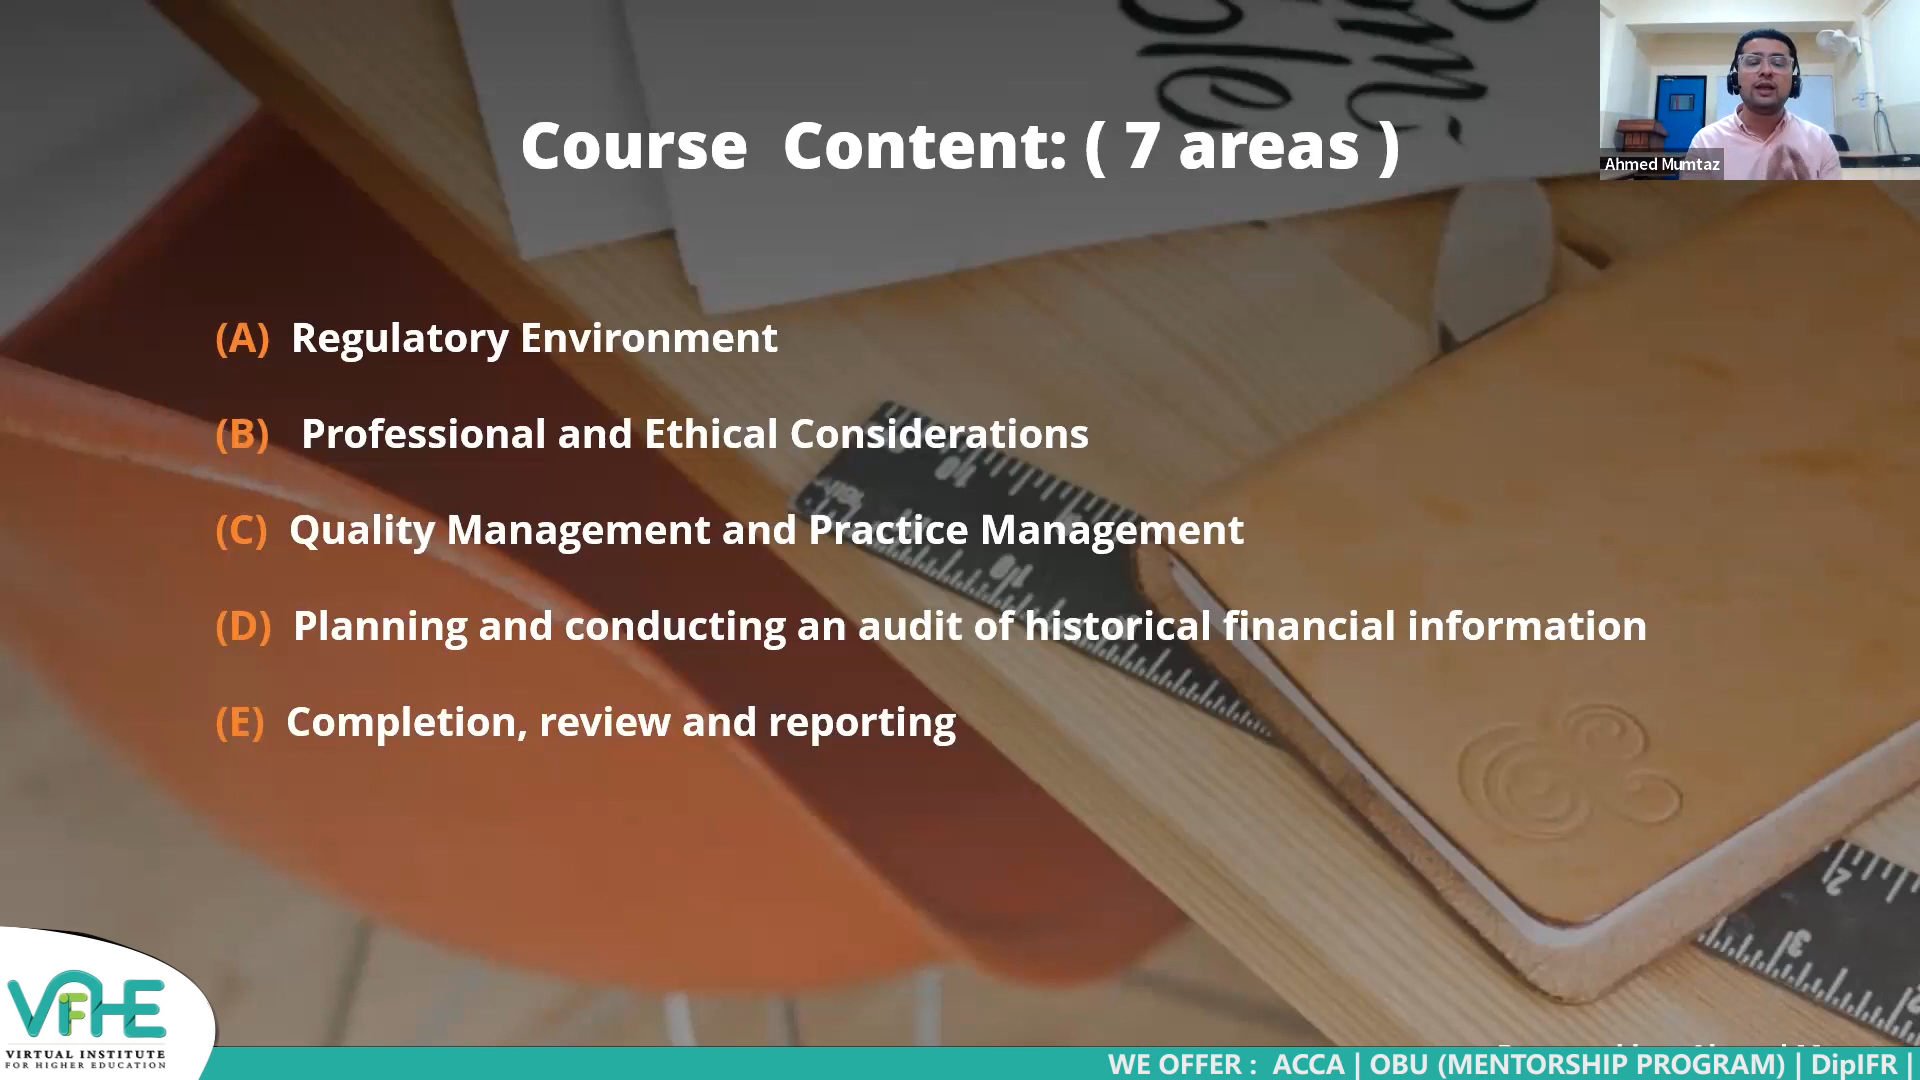 Course Content: ( 7 areas )
Ahmed Mumtaz
(A) Regulatory Environment
(B) Professional and Ethical Considerations
(C) Quality Management and Practice Management
(D) Planning and conducting an audit of historical financial information
(E) Completion, review and reporting
VIFHE
VIRTUAL INSTITUTE
FOR HIGHER EDUCATION
WE OFFER : ACCA | OBU (MENTORSHIP PROGRAM) | DipIFR |